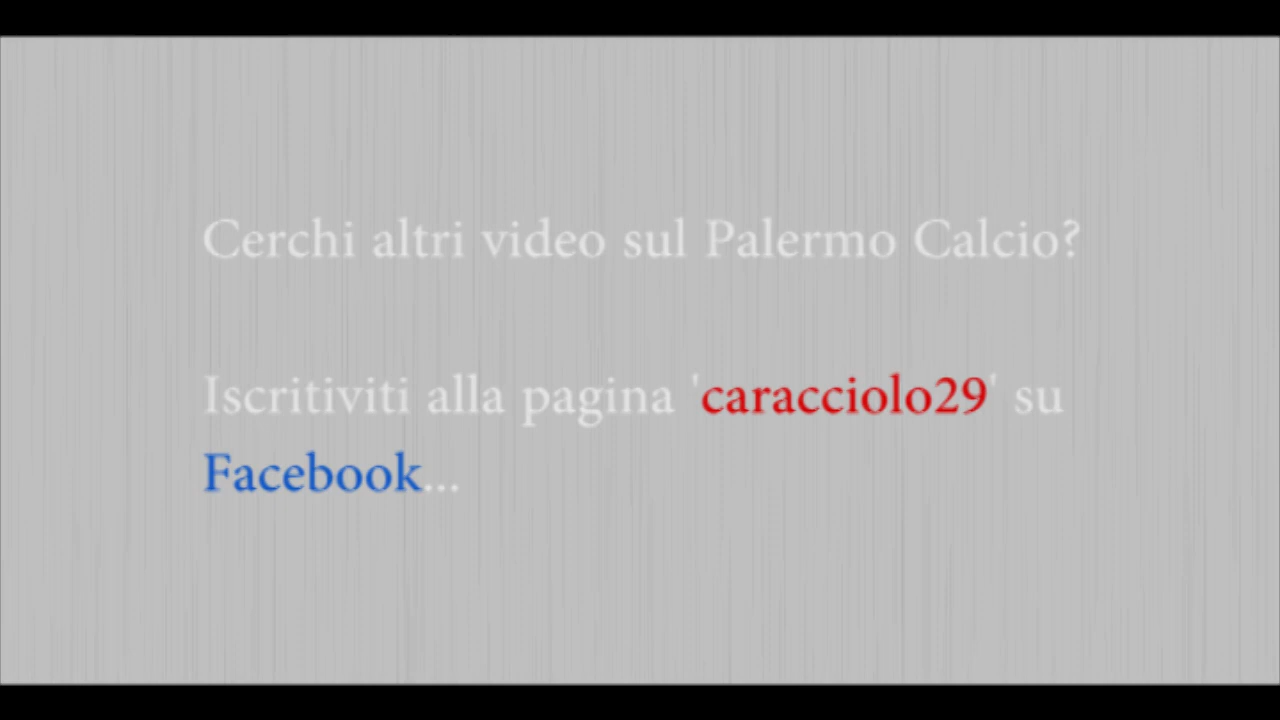 Cerchi altri video sul Palermo Calcio?
Iscritiviti alla pagina 'caracciolo29' su
Facebook...